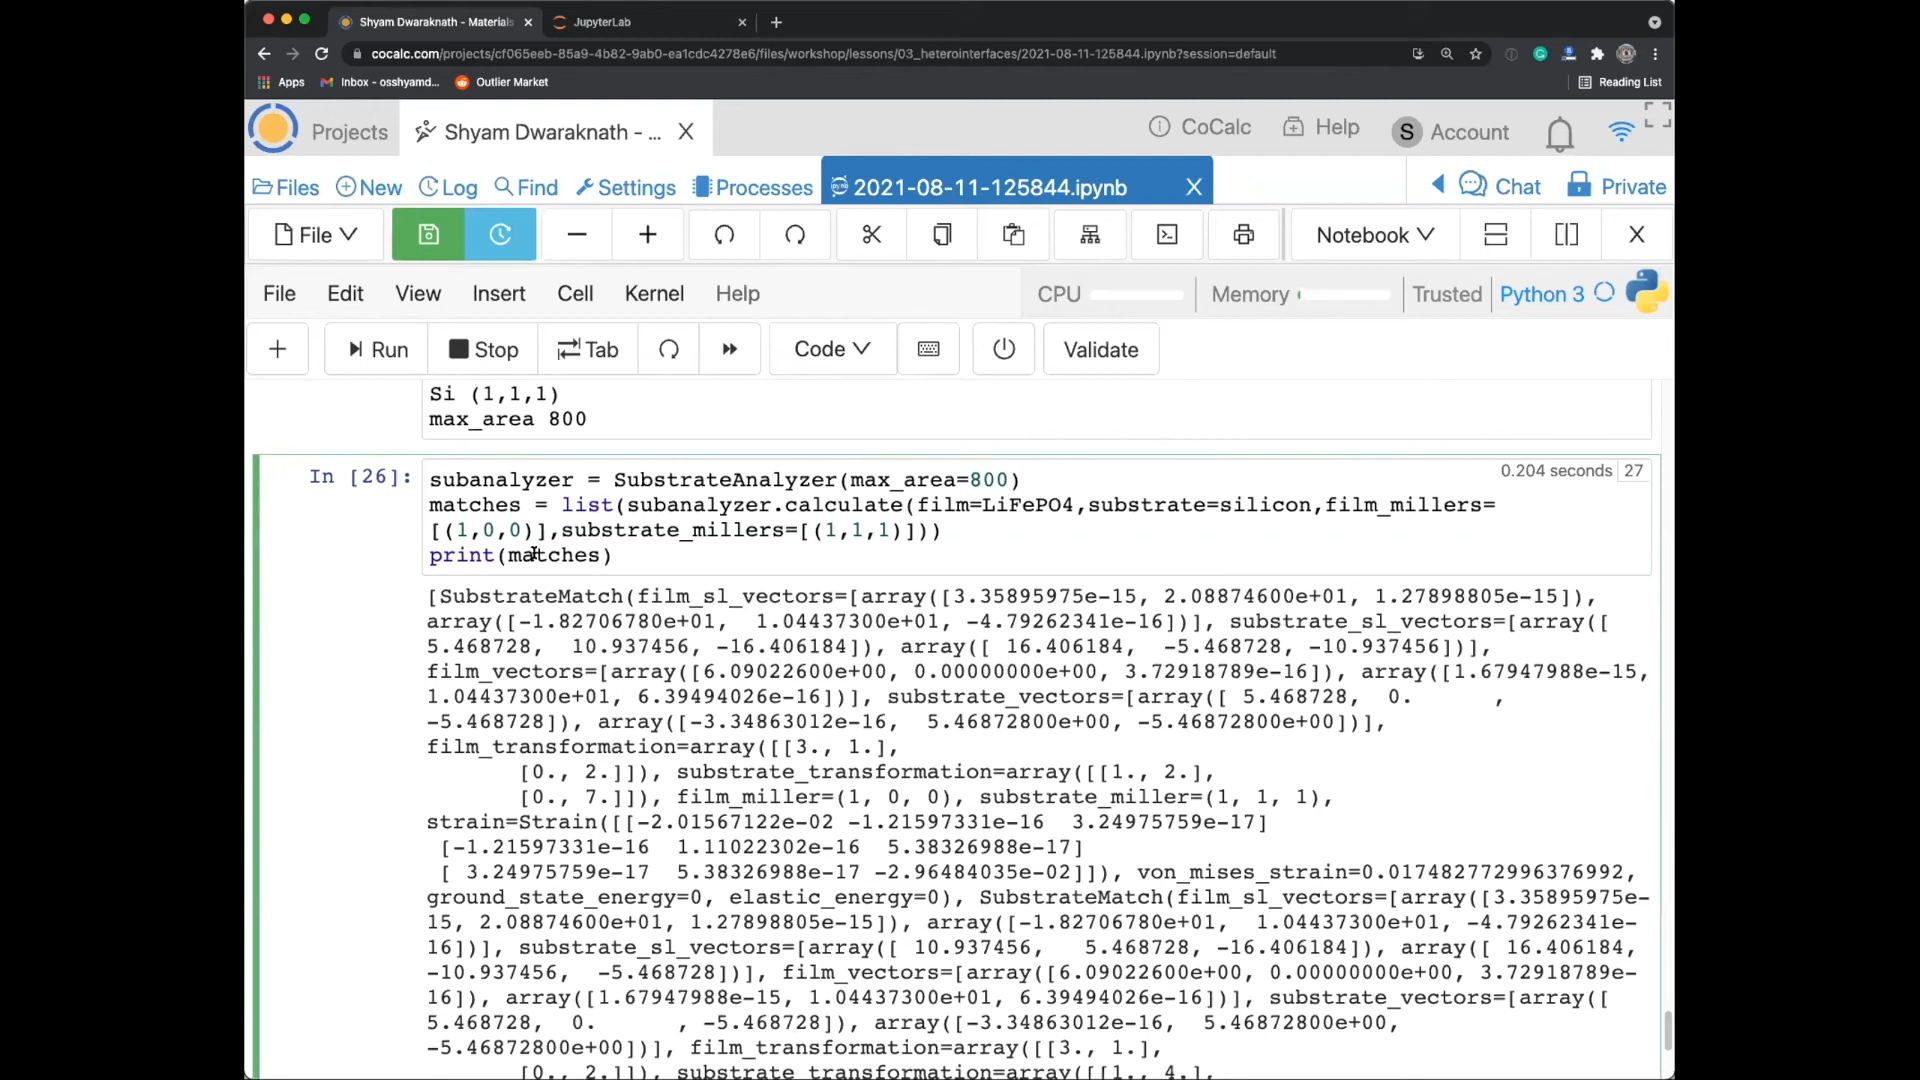 Shyam Dwaraknath - Materials
JupyterLab
cocalc.com/projects/cf065eeb-85a9-4b82-9ab0-ea1cdc4278e6/files/workshop/lessons/03_heterointerfaces/2021-08-11-125844.ipynb?session=default
Apps Inbox - osshyamd... Outlier Market Reading List
Projects Shyam Dwaraknath - ... CoCalc Help S Account
Files New Log Find Settings Processes 2021-08-11-125844.ipynb Chat Private
File Notebook
File Edit View Insert Cell Kernel Help CPU Memory Trusted Python 3
Run Stop Tab Code Validate
Si (1,1,1)
max_area 800
In [26]: subanalyzer = SubstrateAnalyzer(max_area=800) 0.204 seconds 27
matches = list(subanalyzer.calculate(film=LiFePO4,substrate=silicon,film_millers=
[(1,0,0)],substrate_millers=[(1,1,1)]))
print(matches)
[SubstrateMatch(film_sl_vectors=[array([3.35895975e-15, 2.08874600e+01, 1.27898805e-15]),
array([-1.82706780e+01,  1.04437300e+01, -4.79262341e-16])], substrate_sl_vectors=[array([
5.468728,  10.937456, -16.406184]), array([ 16.406184,  -5.468728, -10.937456])],
film_vectors=[array([6.09022600e+00, 0.00000000e+00, 3.72918789e-16]), array([1.67947988e-15,
1.04437300e+01, 6.39494026e-16])], substrate_vectors=[array([ 5.468728,  0.      ,
-5.468728]), array([-3.34863012e-16,  5.46872800e+00, -5.46872800e+00])],
film_transformation=array([[3., 1.],
[0., 2.]]), substrate_transformation=array([[1., 2.],
[0., 7.]]), film_miller=(1, 0, 0), substrate_miller=(1, 1, 1),
strain=Strain([[-2.01567122e-02 -1.21597331e-16  3.24975759e-17]
[-1.21597331e-16  1.11022302e-16  5.38326988e-17]
[ 3.24975759e-17  5.38326988e-17 -2.96484035e-02]]), von_mises_strain=0.017482772996376992,
ground_state_energy=0, elastic_energy=0), SubstrateMatch(film_sl_vectors=[array([3.35895975e-
15, 2.08874600e+01, 1.27898805e-15]), array([-1.82706780e+01,  1.04437300e+01, -4.79262341e-
16])], substrate_sl_vectors=[array([ 10.937456,   5.468728, -16.406184]), array([ 16.406184,
-10.937456,  -5.468728])], film_vectors=[array([6.09022600e+00, 0.00000000e+00, 3.72918789e-
16]), array([1.67947988e-15, 1.04437300e+01, 6.39494026e-16])], substrate_vectors=[array([
5.468728,  0.      , -5.468728]), array([-3.34863012e-16,  5.46872800e+00,
-5.46872800e+00])], film_transformation=array([[3., 1.],
[0., 2.]]), substrate_transformation=array([[1., 4.],